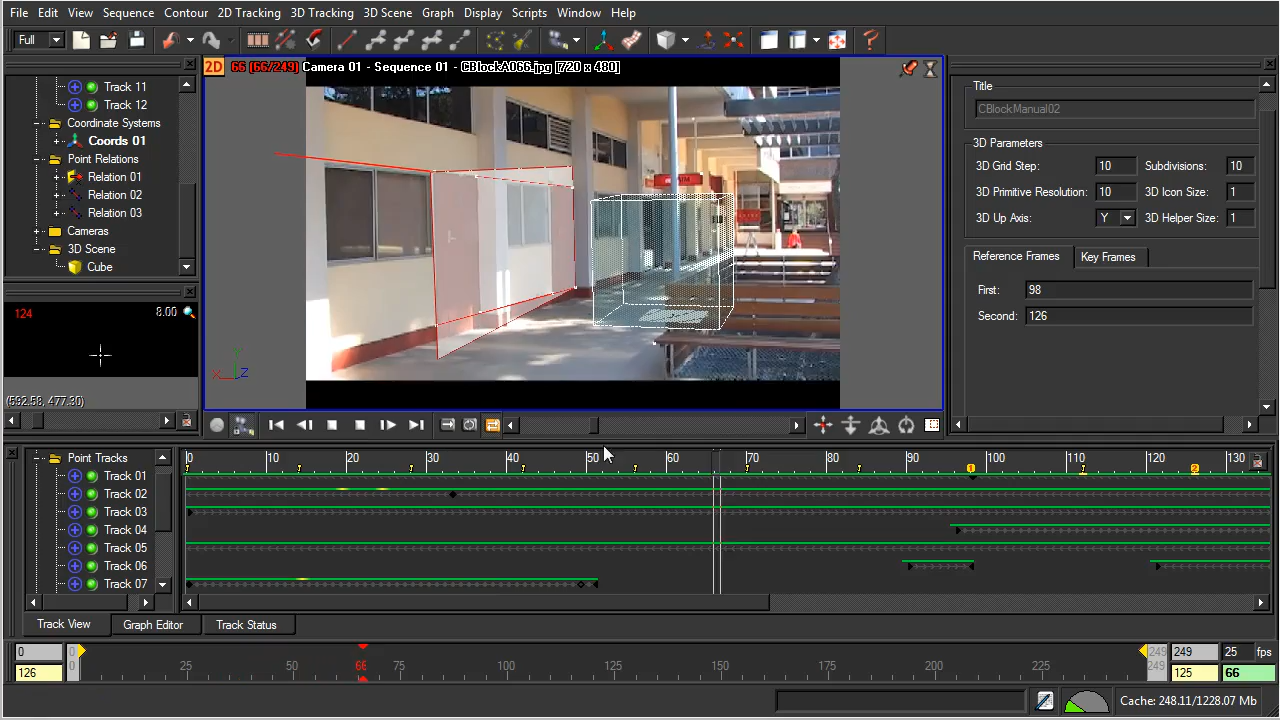 File Edit View Sequence Contour 2D Tracking 3D Tracking 3D Scene Graph Display Scripts Window Help
Full
2D 66 (66/249) Camera 01 - Sequence 01 - CBlockA066.jpg [720 x 480]
Track 11
Track 12
Coordinate Systems
Coords 01
Point Relations
Relation 01
Relation 02
Relation 03
Cameras
3D Scene
Cube
124 8.00
(692.58, 477.30)
X Y Z
Title
CBlockManual02
3D Parameters
3D Grid Step: 10 Subdivisions: 10
3D Primitive Resolution: 10 3D Icon Size: 1
3D Up Axis: Y 3D Helper Size: 1
Reference Frames Key Frames
First: 98
Second: 126
Point Tracks
Track 01
Track 02
Track 03
Track 04
Track 05
Track 06
Track 07
0 10 20 30 40 50 60 70 80 90 100 110 120 130
1 2
Track View Graph Editor Track Status
0 0 249 249 25 fps
25 50 66 75 100 125 150 175 200 225
126 0 249 125 66
Cache: 248.11/1228.07 Mb